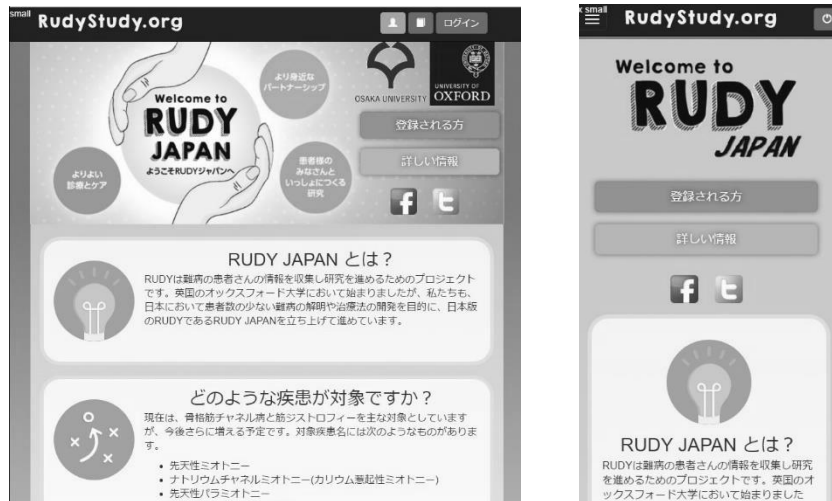 small
RudyStudy.org
ログイン
より身近な
パートナーシップ
OSAKA UNIVERSITY
UNIVERSITY OF
OXFORD
Welcome to
RUDY
JAPAN
ようこそRUDYジャパンへ
よりよい
診療とケア
患者様の
みなさんと
いっしょにつくる
研究
登録される方
詳しい情報
RUDY JAPAN とは？
RUDYは難病の患者さんの情報を収集し研究を進めるためのプロジェクト
です。英国のオックスフォード大学において始まりましたが、私たちも、
日本において患者数の少ない難病の解明や治療法の開発を目的に、日本版
のRUDYであるRUDY JAPANを立ち上げて進めています。
どのような疾患が対象ですか？
現在は、骨格筋チャネル病と筋ジストロフィーを主な対象としています
が、今後さらに増える予定です。対象疾患名には次のようなものがありま
す。
• 先天性ミオトニー
• ナトリウムチャネルミオトニー(カリウム惹起性ミオトニー)
• 先天性パラミオトニー
x small
RudyStudy.org
Welcome to
RUDY
JAPAN
登録される方
詳しい情報
RUDY JAPAN とは？
RUDYは難病の患者さんの情報を収集し研究
を進めるためのプロジェクトです。英国のオ
ックスフォード大学において始まりました